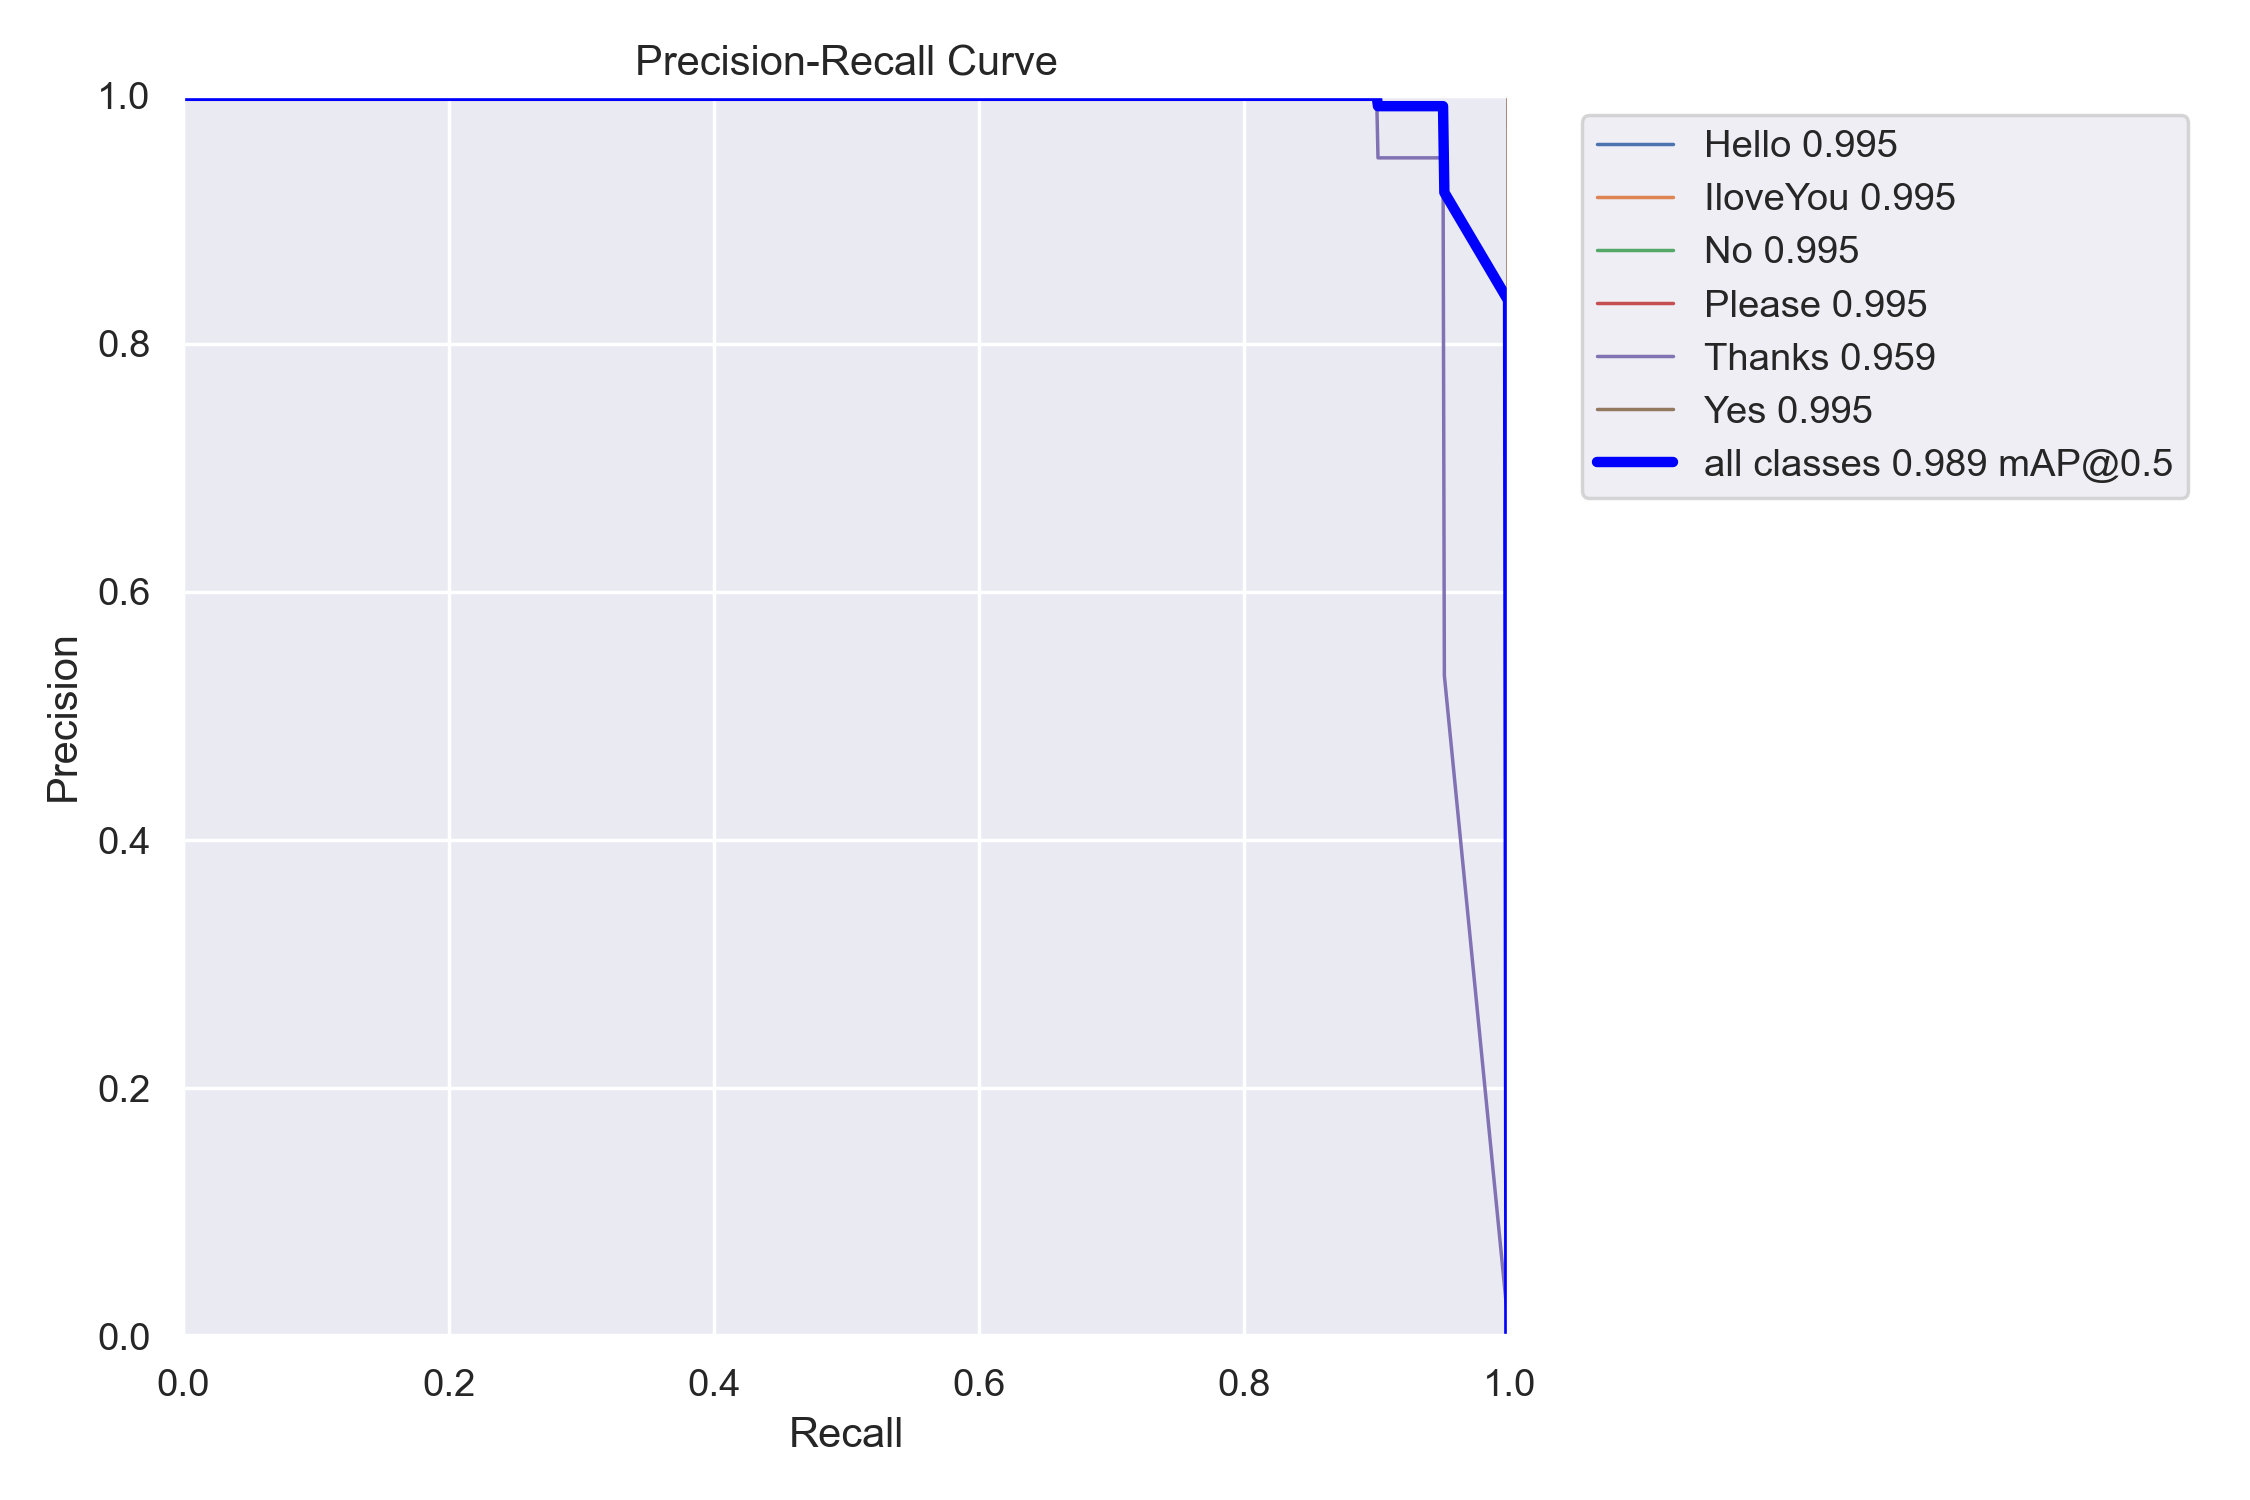 Precision-Recall Curve
1.0
0.8
0.6
0.4
0.2
0.0
Precision
0.0 0.2 0.4 0.6 0.8 1.0
Recall
Hello 0.995
IloveYou 0.995
No 0.995
Please 0.995
Thanks 0.959
Yes 0.995
all classes 0.989 mAP@0.5